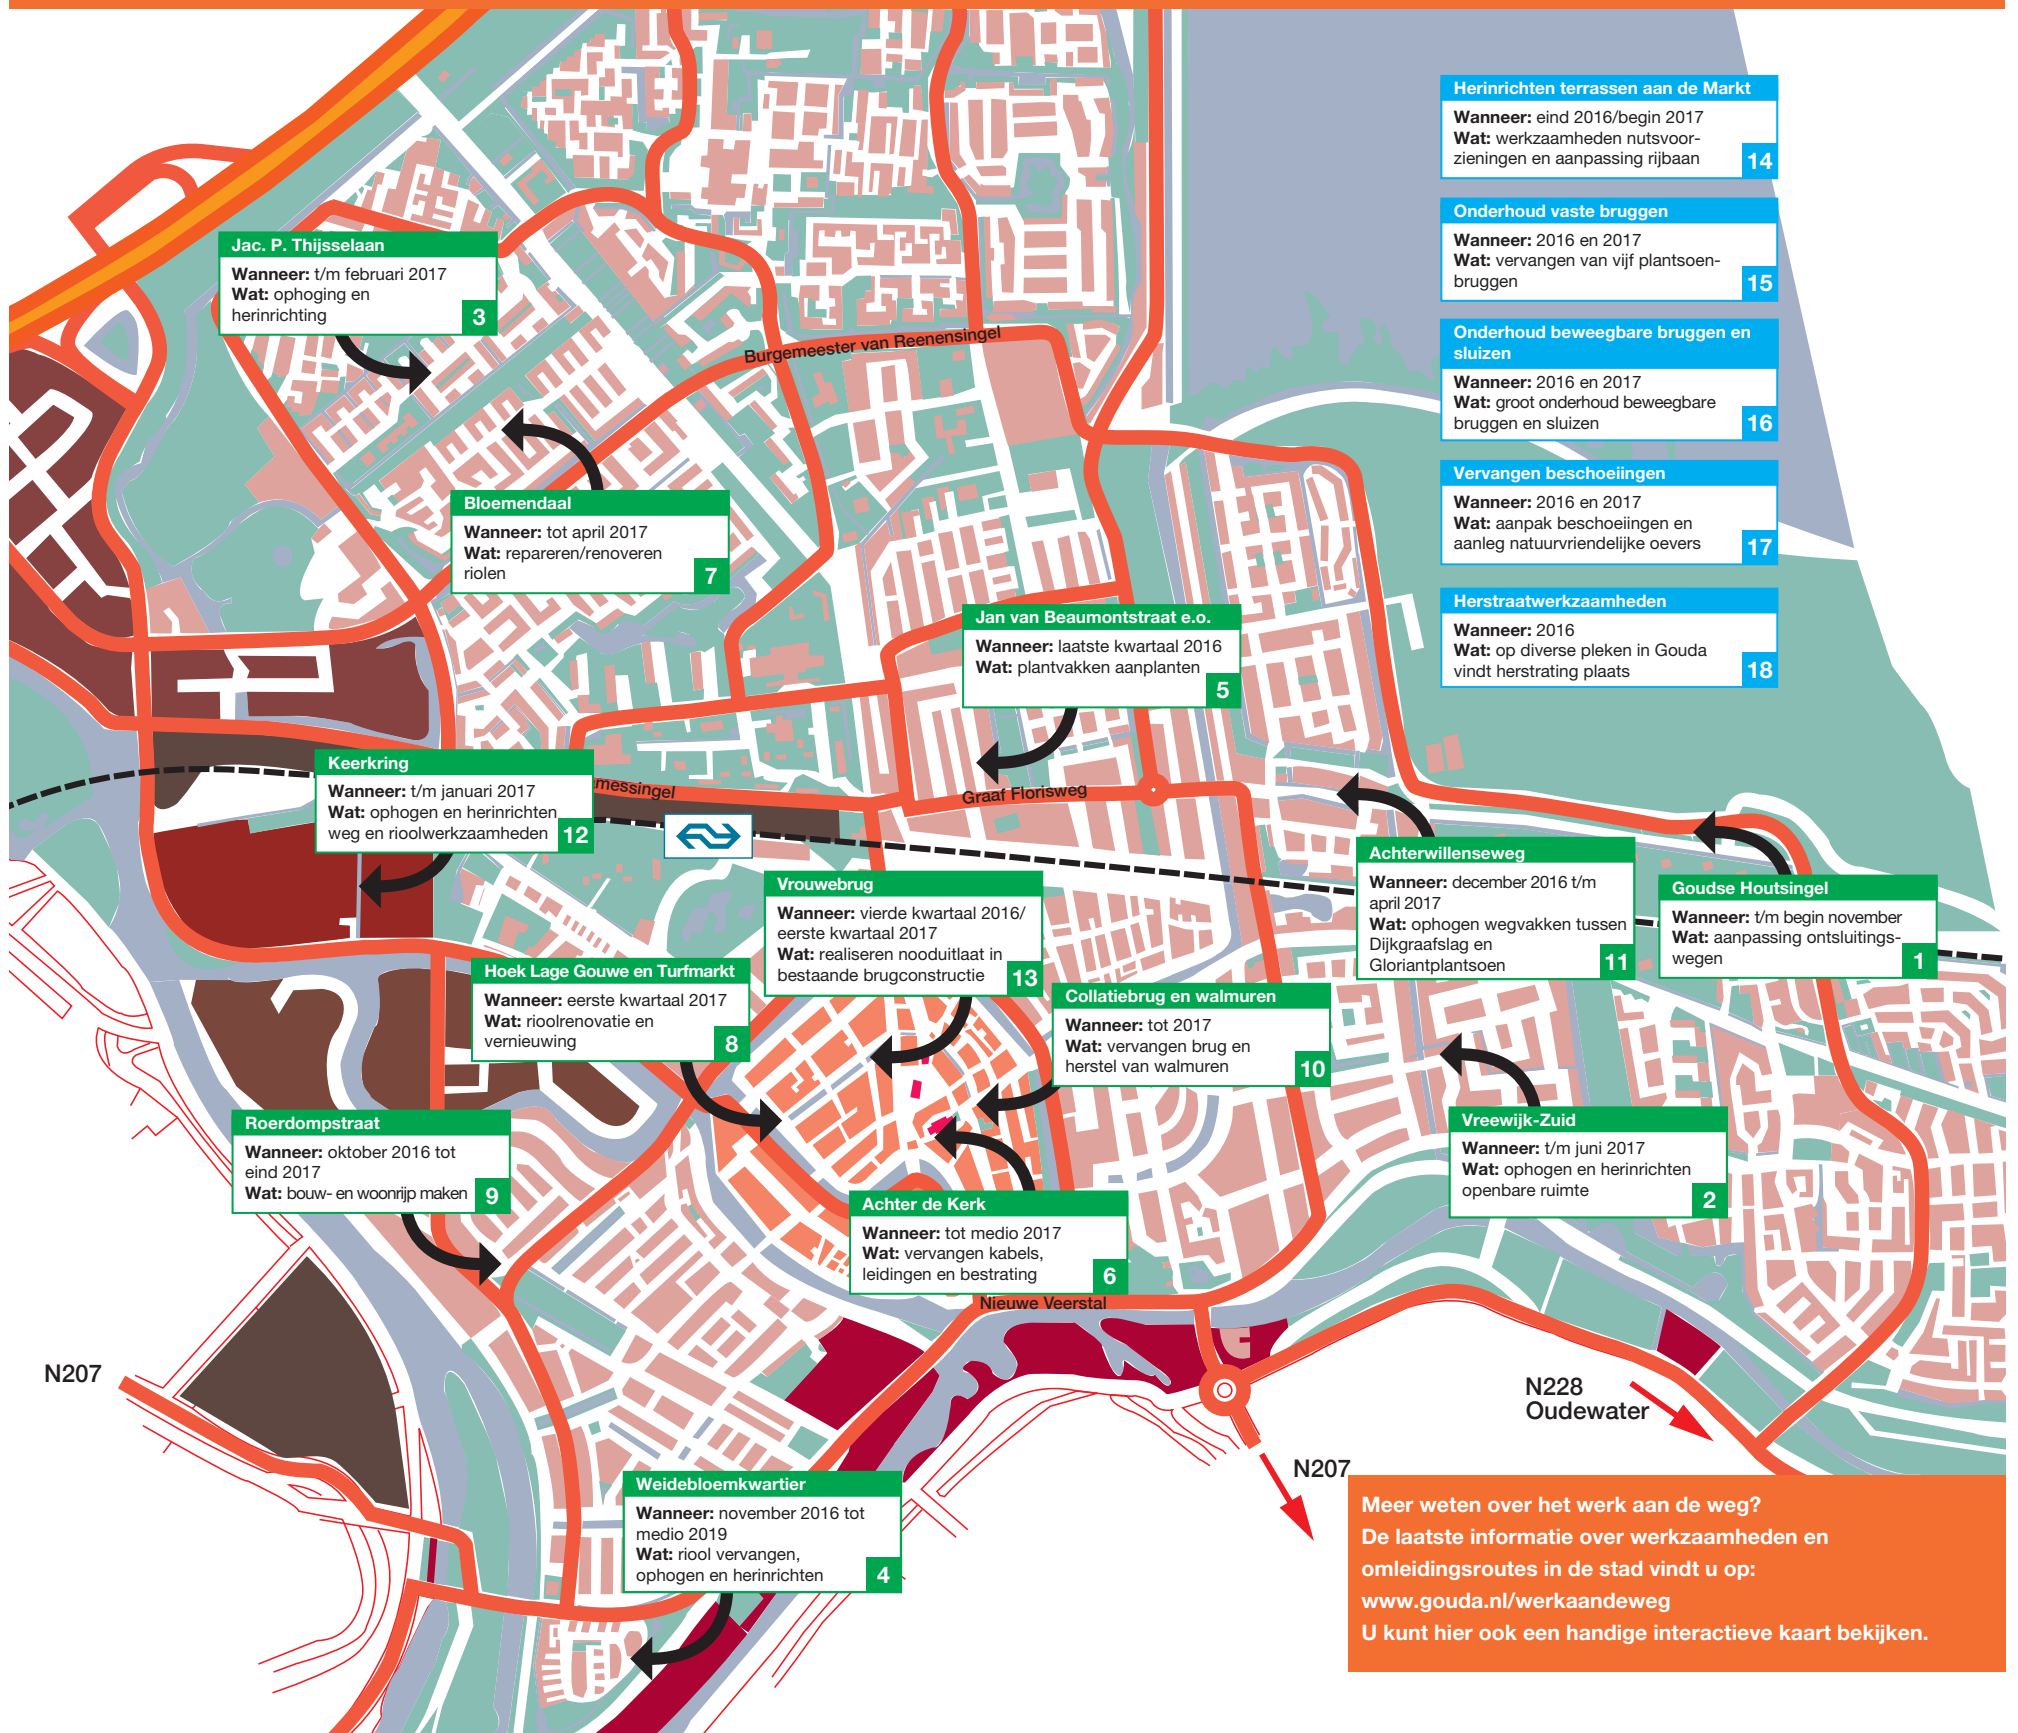 Herinrichten terrassen aan de Markt
Wanneer: eind 2016/begin 2017
Wat: werkzaamheden nutsvoor-
zieningen en aanpassing rijbaan
14
Onderhoud vaste bruggen
Wanneer: 2016 en 2017
Wat: vervangen van vijf plantsoen-
bruggen
15
Onderhoud beweegbare bruggen en
sluizen
Wanneer: 2016 en 2017
Wat: groot onderhoud beweegbare
bruggen en sluizen
16
Vervangen beschoeiingen
Wanneer: 2016 en 2017
Wat: aanpak beschoeiingen en
aanleg natuurvriendelijke oevers
17
Herstraatwerkzaamheden
Wanneer: 2016
Wat: op diverse pleken in Gouda
vindt herstrating plaats
18
Jac. P. Thijsselaan
Wanneer: t/m februari 2017
Wat: ophoging en
herinrichting
3
Burgemeester van Reenensingel
Bloemendaal
Wanneer: tot april 2017
Wat: repareren/renoveren
riolen
7
Jan van Beaumontstraat e.o.
Wanneer: laatste kwartaal 2016
Wat: plantvakken aanplanten
5
Keerkring
Wanneer: t/m januari 2017
Wat: ophogen en herinrichten
weg en rioolwerkzaamheden
12
messingel
Graaf Florisweg
Achterwillenseweg
Wanneer: december 2016 t/m
april 2017
Wat: ophogen wegvakken tussen
Dijkgraafslag en
Gloriantplantsoen
11
Goudse Houtsingel
Wanneer: t/m begin november
Wat: aanpassing ontsluitings-
wegen
1
Vrouwebrug
Wanneer: vierde kwartaal 2016/
eerste kwartaal 2017
Wat: realiseren nooduitlaat in
bestaande brugconstructie
13
Hoek Lage Gouwe en Turfmarkt
Wanneer: eerste kwartaal 2017
Wat: rioolrenovatie en
vernieuwing
8
Collatiebrug en walmuren
Wanneer: tot 2017
Wat: vervangen brug en
herstel van walmuren
10
Roerdompstraat
Wanneer: oktober 2016 tot
eind 2017
Wat: bouw- en woonrijp maken
9
Vreewijk-Zuid
Wanneer: t/m juni 2017
Wat: ophogen en herinrichten
openbare ruimte
2
Achter de Kerk
Wanneer: tot medio 2017
Wat: vervangen kabels,
leidingen en bestrating
6
Nieuwe Veerstal
N207
N228
Oudewater
N207
Weidebloemkwartier
Wanneer: november 2016 tot
medio 2019
Wat: riool vervangen,
ophogen en herinrichten
4
Meer weten over het werk aan de weg?
De laatste informatie over werkzaamheden en
omleidingsroutes in de stad vindt u op:
www.gouda.nl/werkaandeweg
U kunt hier ook een handige interactieve kaart bekijken.